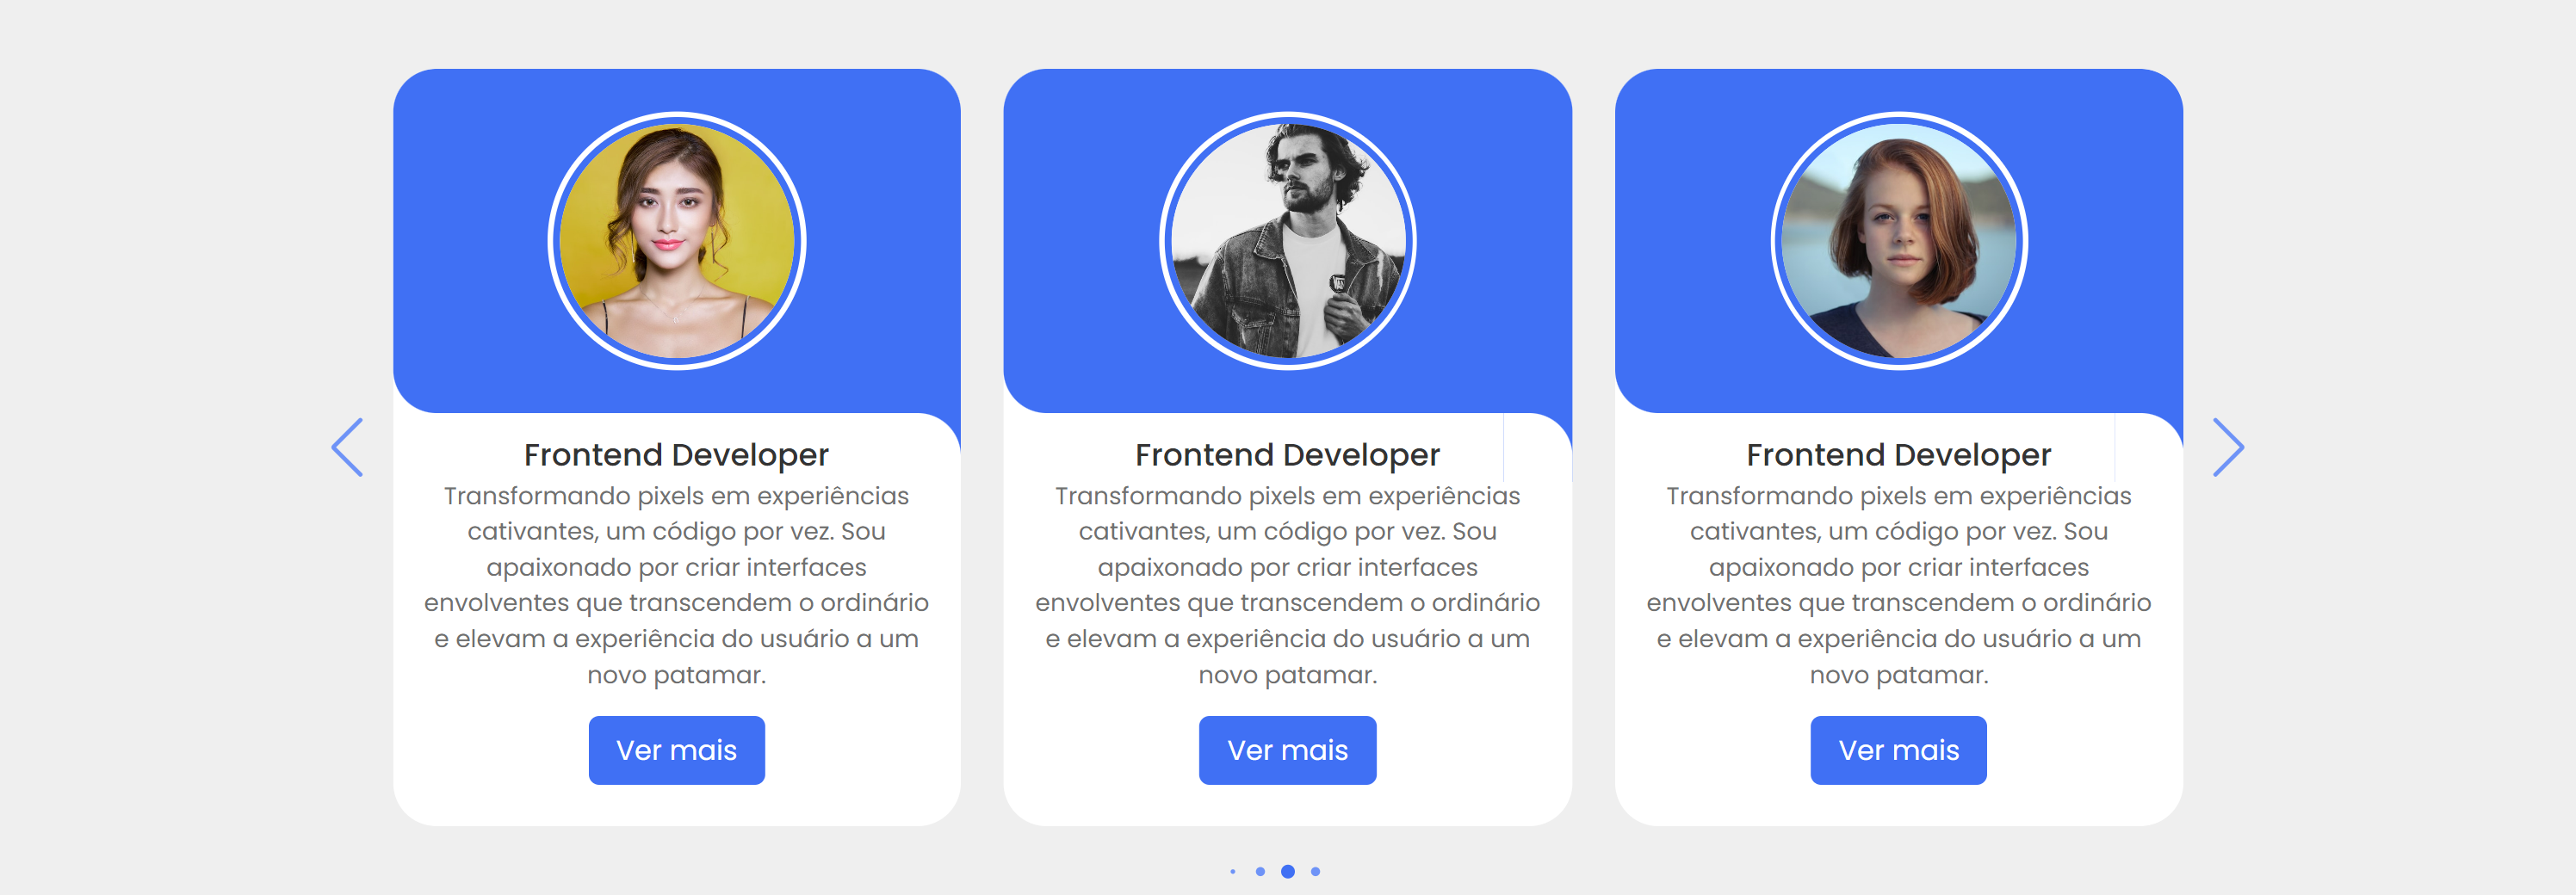 Frontend Developer
Transformando pixels em experiências
cativantes, um código por vez. Sou
apaixonado por criar interfaces
envolventes que transcendem o ordinário
e elevam a experiência do usuário a um
novo patamar.
Ver mais
Frontend Developer
Transformando pixels em experiências
cativantes, um código por vez. Sou
apaixonado por criar interfaces
envolventes que transcendem o ordinário
e elevam a experiência do usuário a um
novo patamar.
Ver mais
Frontend Developer
Transformando pixels em experiências
cativantes, um código por vez. Sou
apaixonado por criar interfaces
envolventes que transcendem o ordinário
e elevam a experiência do usuário a um
novo patamar.
Ver mais